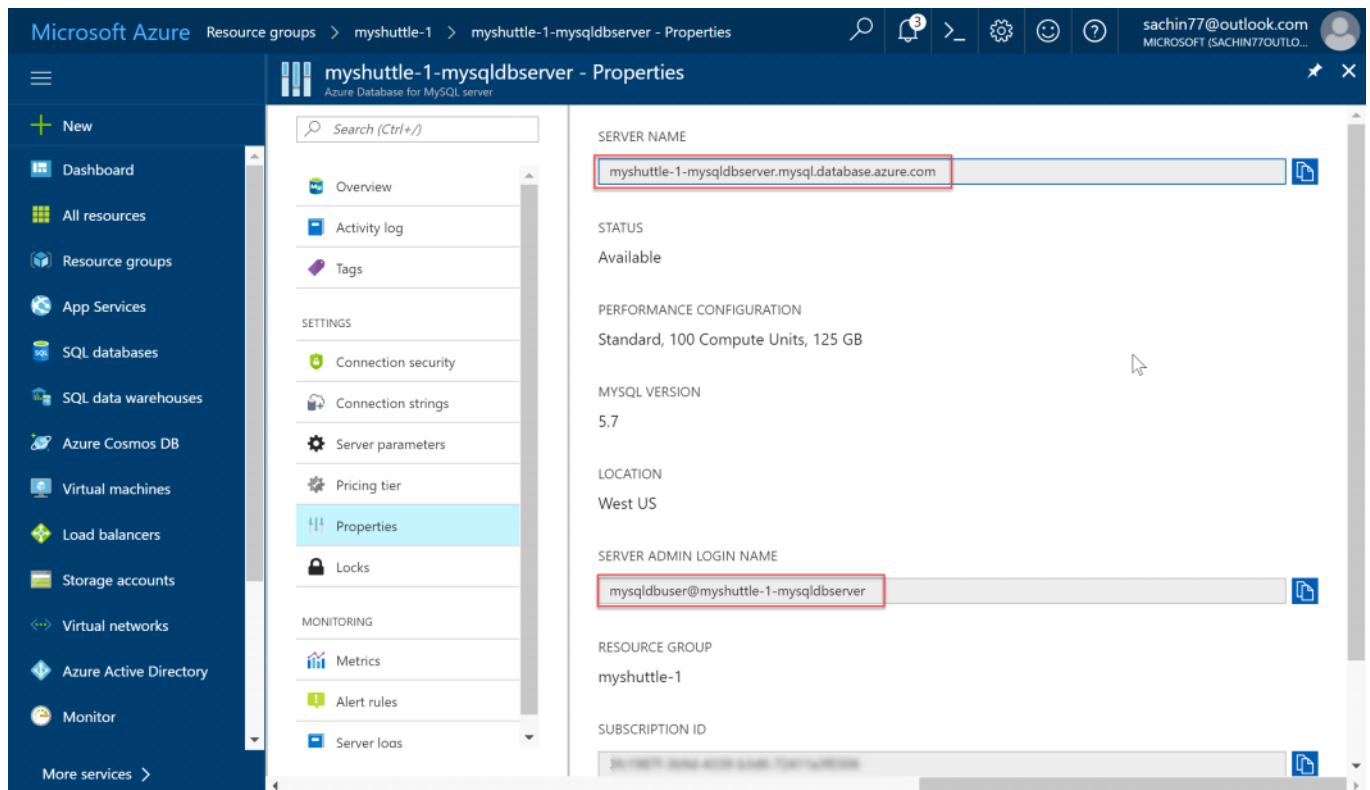 Microsoft Azure Resource groups > myshuttle-1 > myshuttle-1-mysqldbserver - Properties
3
sachin77@outlook.com
MICROSOFT (SACHIN77OUTLO...
myshuttle-1-mysqldbserver - Properties
Azure Database for MySQL server
New
Dashboard
All resources
Resource groups
App Services
SQL databases
SQL data warehouses
Azure Cosmos DB
Virtual machines
Load balancers
Storage accounts
Virtual networks
Azure Active Directory
Monitor
More services >
Search (Ctrl+/)
Overview
Activity log
Tags
SETTINGS
Connection security
Connection strings
Server parameters
Pricing tier
Properties
Locks
MONITORING
Metrics
Alert rules
Server logs
SERVER NAME
myshuttle-1-mysqldbserver.mysql.database.azure.com
STATUS
Available
PERFORMANCE CONFIGURATION
Standard, 100 Compute Units, 125 GB
MYSQL VERSION
5.7
LOCATION
West US
SERVER ADMIN LOGIN NAME
mysqldbuser@myshuttle-1-mysqldbserver
RESOURCE GROUP
myshuttle-1
SUBSCRIPTION ID